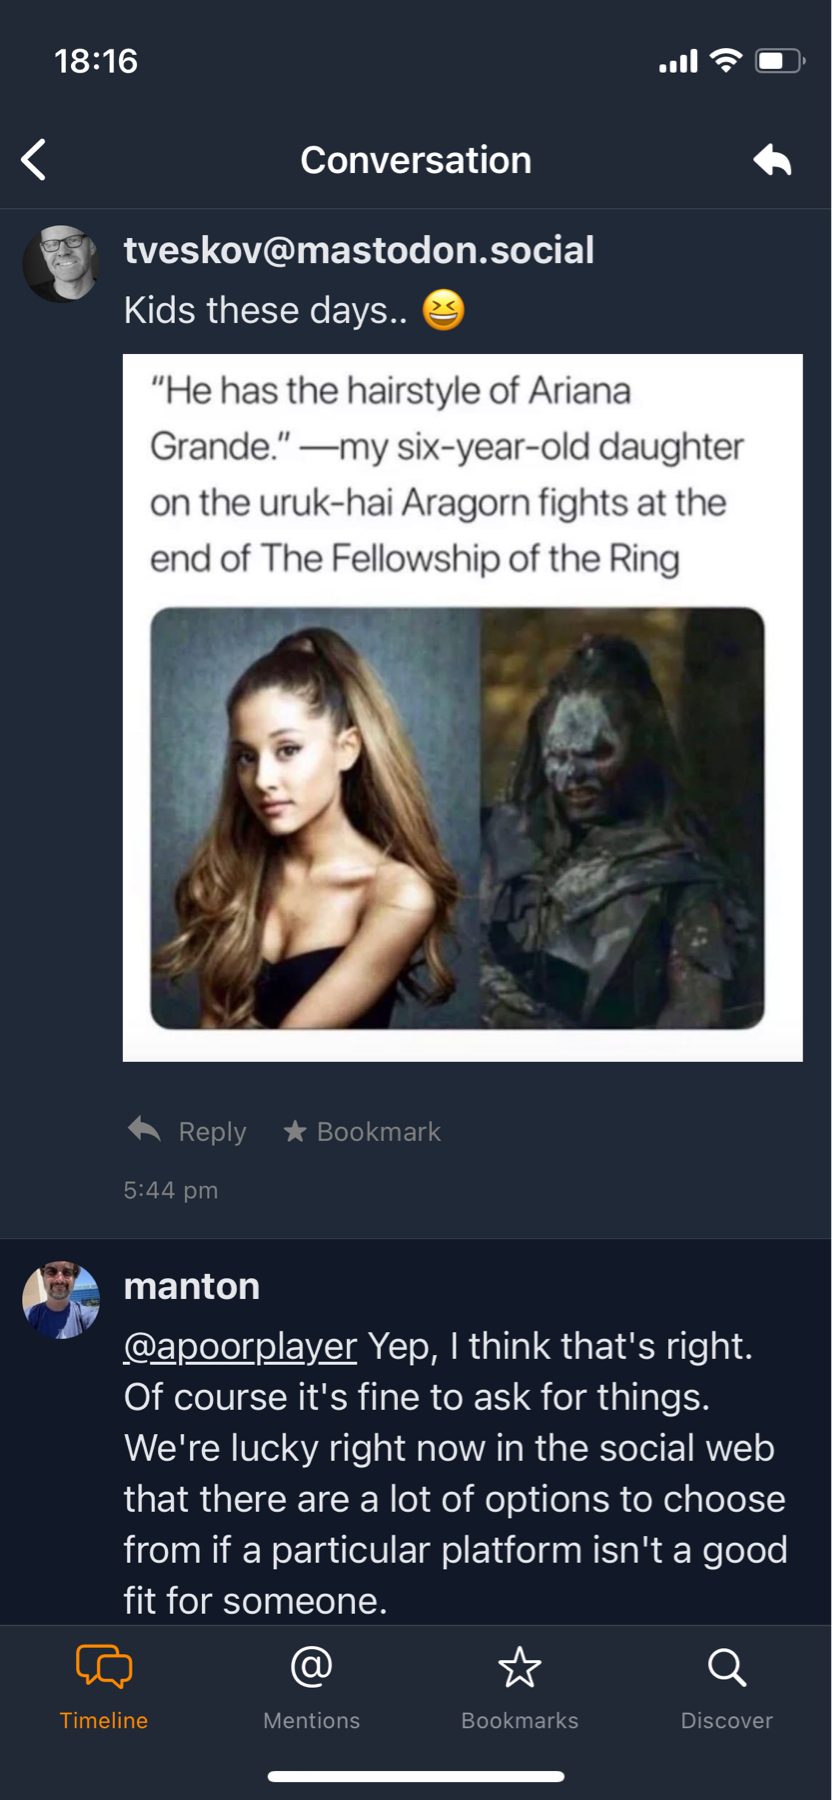 18:16
Conversation
tveskov@mastodon.social
Kids these days.. 😆
“He has the hairstyle of Ariana
Grande.” —my six-year-old daughter
on the uruk-hai Aragorn fights at the
end of The Fellowship of the Ring
Reply Bookmark
5:44 pm
manton
@apoorplayer Yep, I think that's right.
Of course it's fine to ask for things.
We're lucky right now in the social web
that there are a lot of options to choose
from if a particular platform isn't a good
fit for someone.
Timeline Mentions Bookmarks Discover